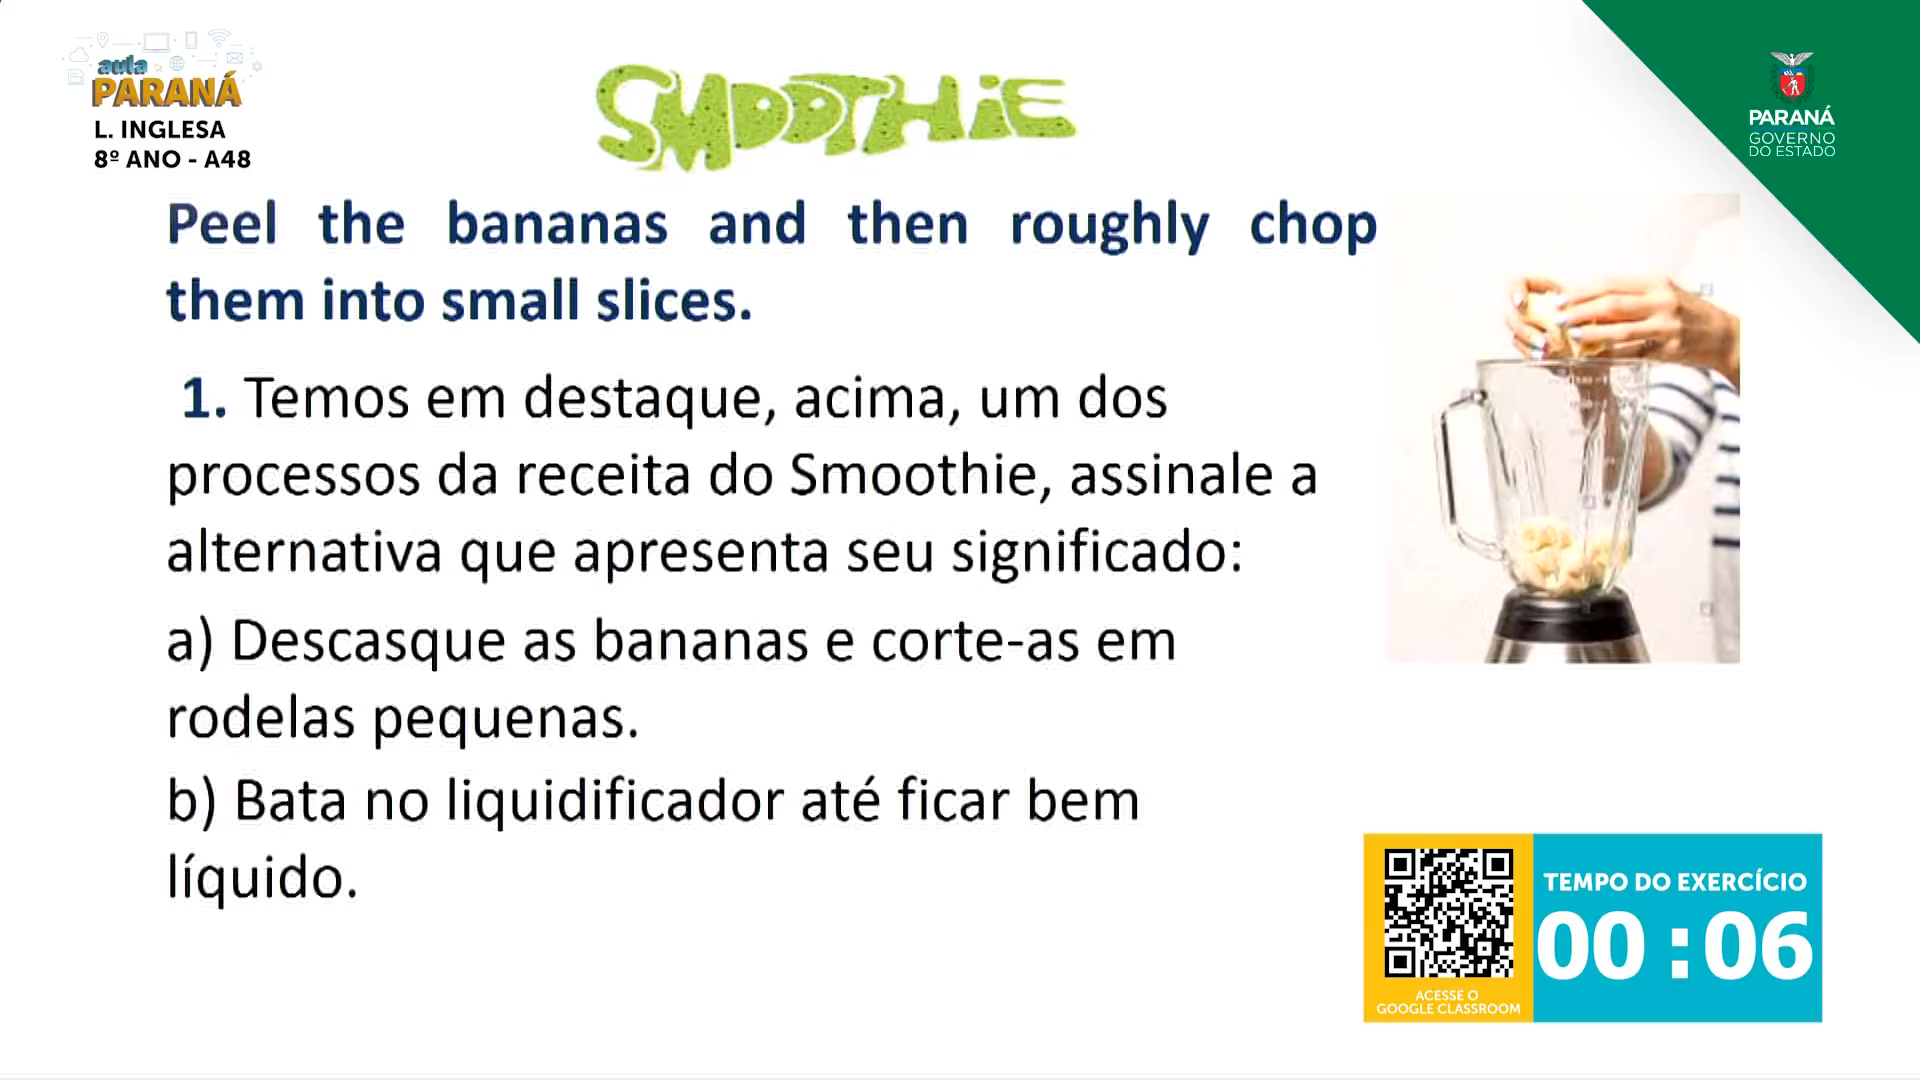 aula
PARANÁ
L. INGLESA
8º ANO - A48
SMOOTHiE
PARANÁ
GOVERNO
DO ESTADO
Peel the bananas and then roughly chop
them into small slices.
1. Temos em destaque, acima, um dos
processos da receita do Smoothie, assinale a
alternativa que apresenta seu significado:
a) Descasque as bananas e corte-as em
rodelas pequenas.
b) Bata no liquidificador até ficar bem
líquido.
TEMPO DO EXERCÍCIO
00:06
ACESSE O
GOOGLE CLASSROOM